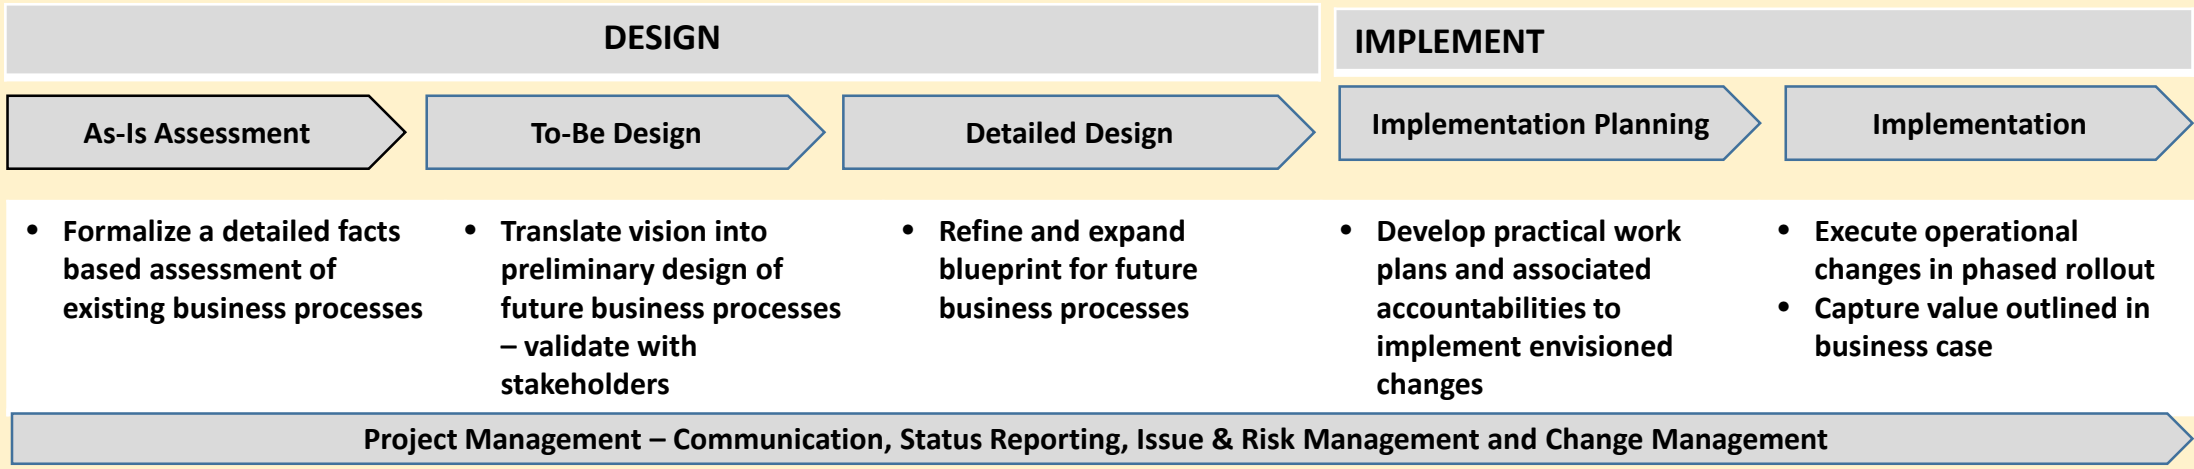 DESIGN
IMPLEMENT
As-Is Assessment
To-Be Design
Detailed Design
Implementation Planning
Implementation
• Formalize a detailed facts
based assessment of
existing business processes
• Translate vision into
preliminary design of
future business processes
– validate with
stakeholders
• Refine and expand
blueprint for future
business processes
• Develop practical work
plans and associated
accountabilities to
implement envisioned
changes
• Execute operational
changes in phased rollout
• Capture value outlined in
business case
Project Management – Communication, Status Reporting, Issue & Risk Management and Change Management